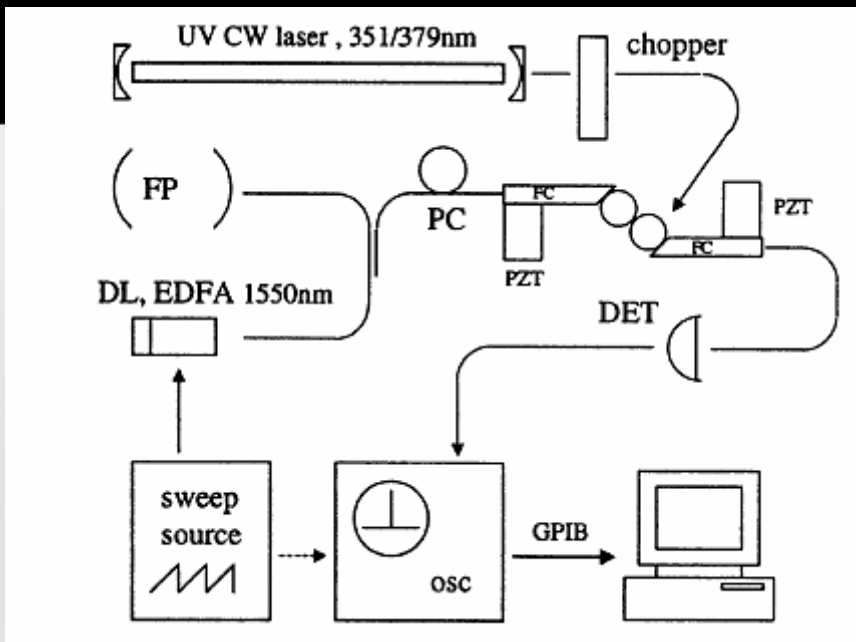 UV CW laser , 351/379nm
chopper
FP
PC
FC
PZT
FC
PZT
DL, EDFA 1550nm
DET
sweep
source
osc
GPIB